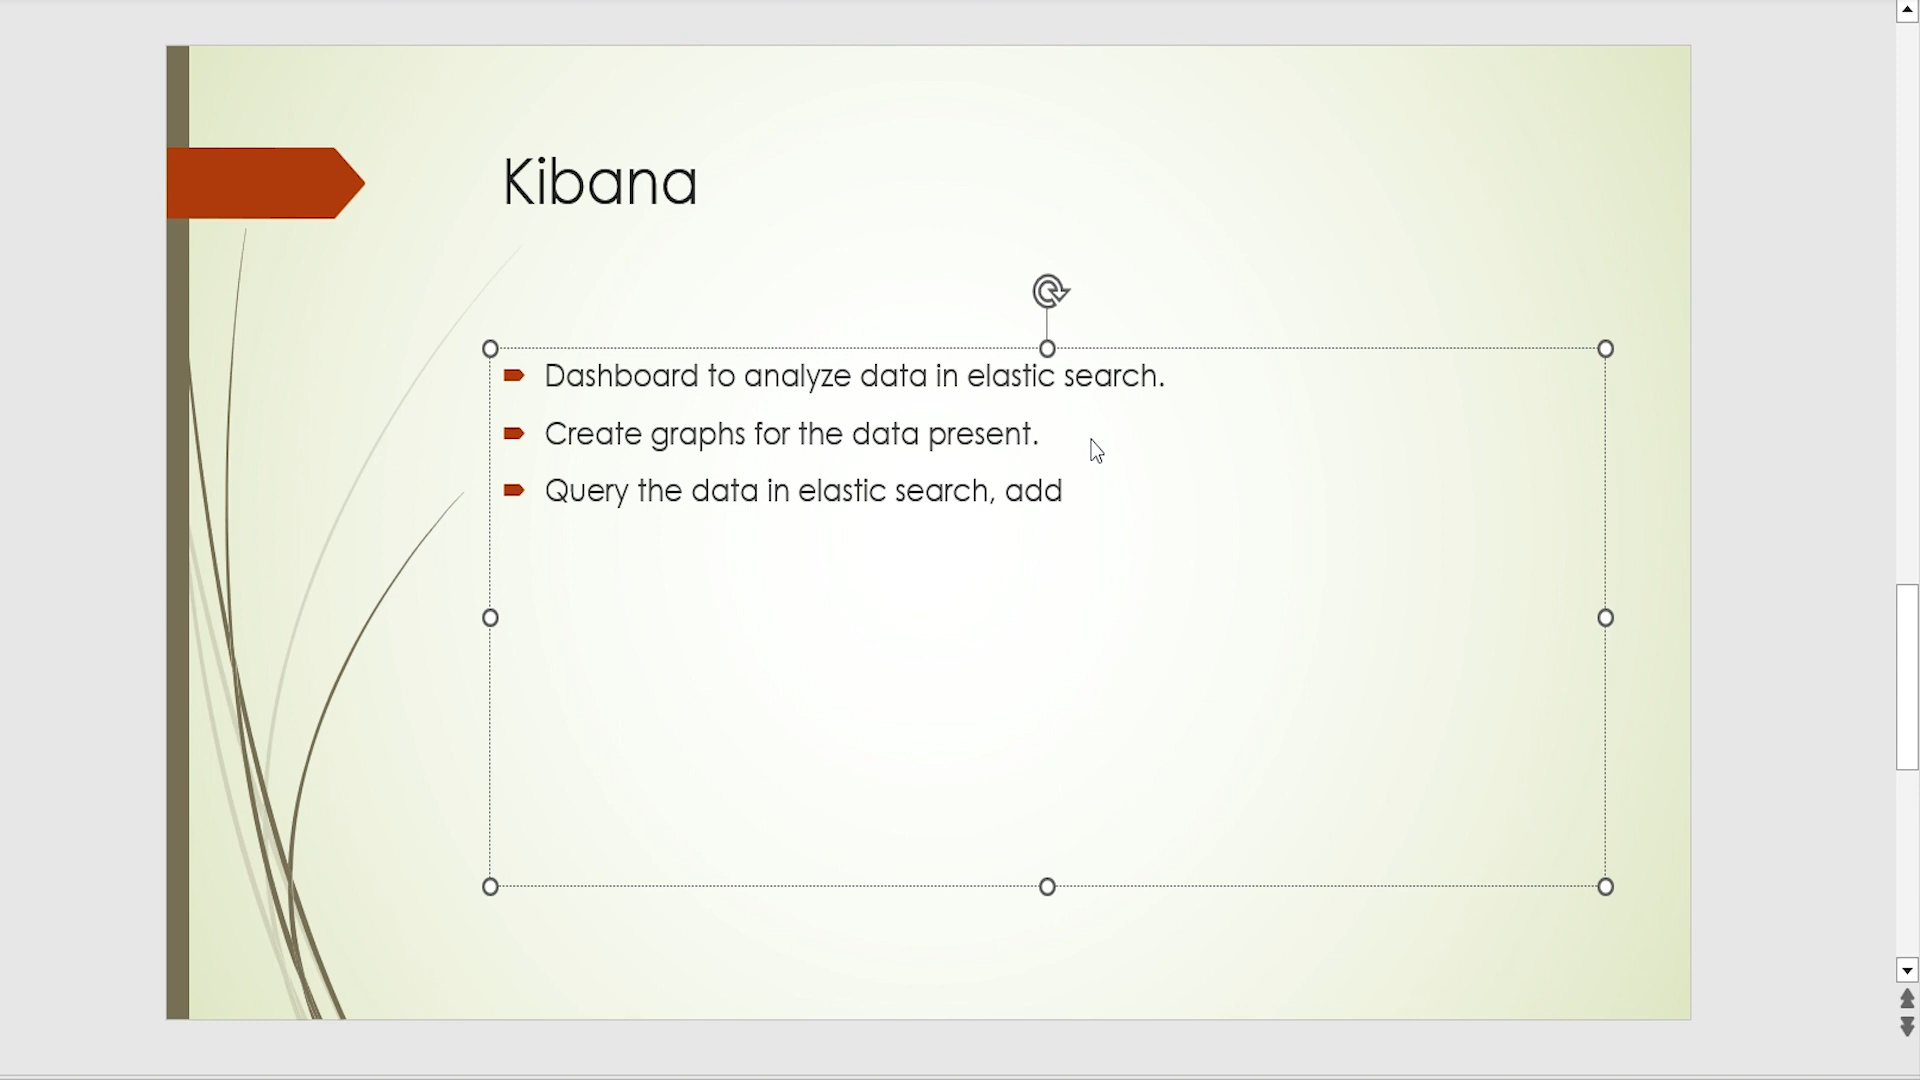 Kibana
Dashboard to analyze data in elastic search.
Create graphs for the data present.
Query the data in elastic search, add